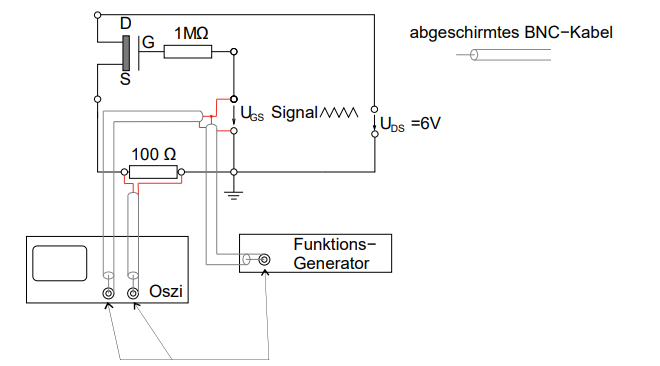 abgeschirmtes BNC−Kabel
D
G
1MΩ
S
UGS Signal
UDS =6V
100 Ω
Funktions−
Generator
Oszi